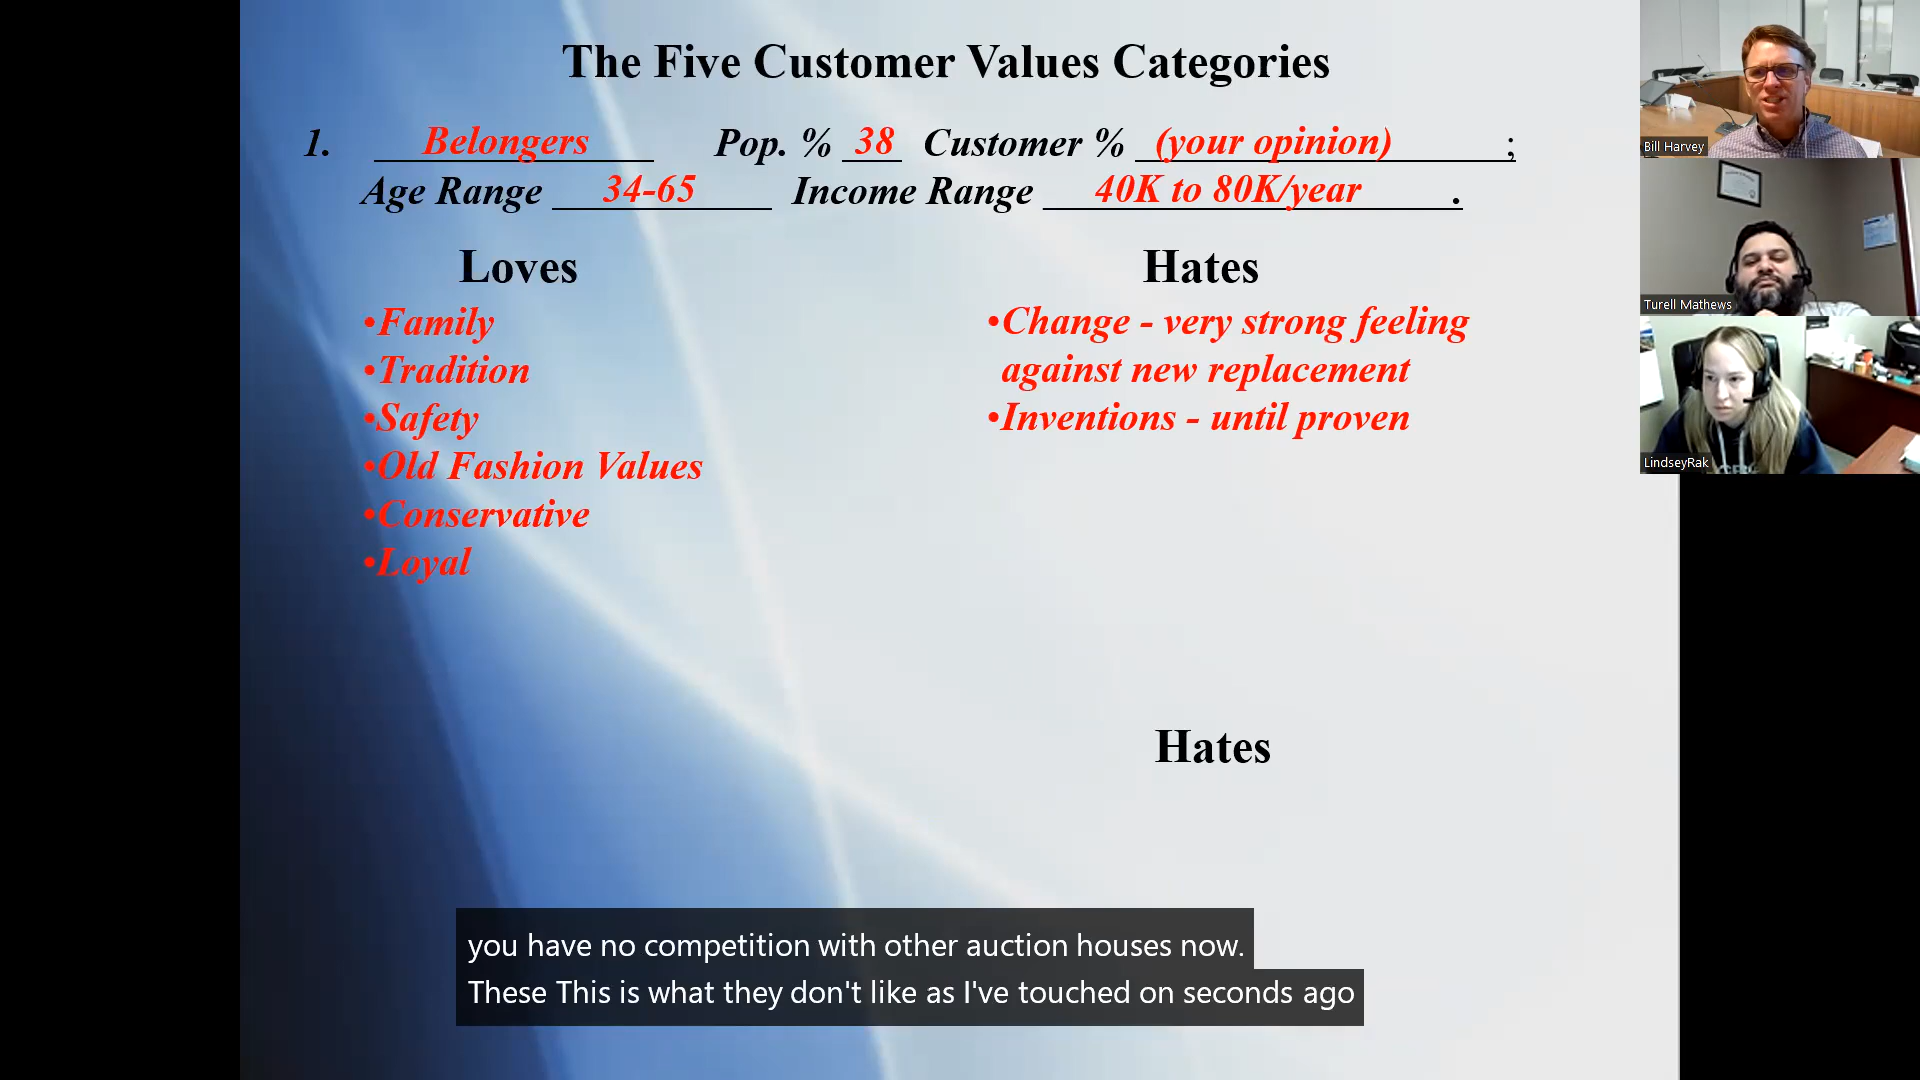 The Five Customer Values Categories
1. Belongers Pop. % 38 Customer % (your opinion) ;
Age Range 34-65 Income Range 40K to 80K/year .
Loves
•Family
•Tradition
•Safety
•Old Fashion Values
•Conservative
•Loyal
Hates
•Change - very strong feeling
against new replacement
•Inventions - until proven
Hates
you have no competition with other auction houses now.
These This is what they don't like as I've touched on seconds ago
Bill Harvey
Turell Mathews
LindseyRak